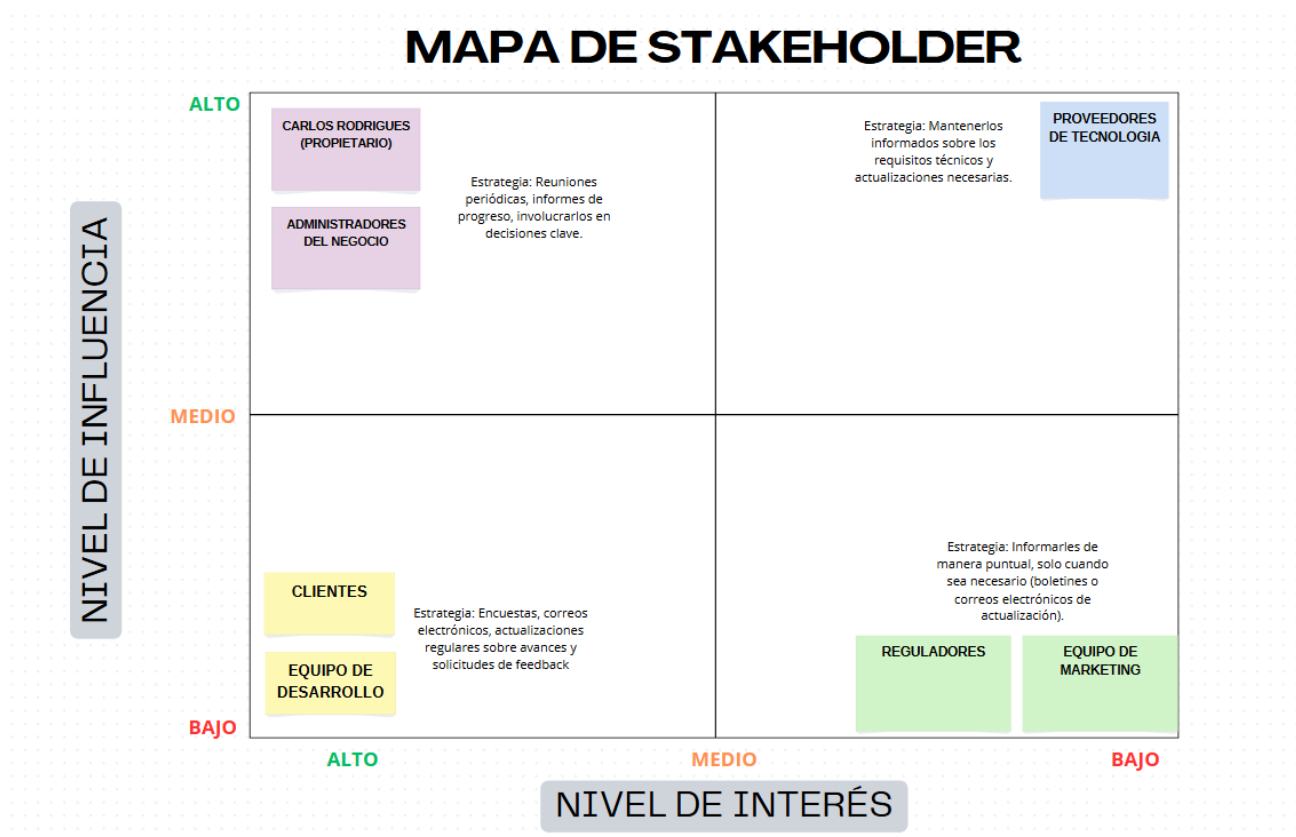 MAPA DE STAKEHOLDER
ALTO
CARLOS RODRIGUES
(PROPIETARIO)
ADMINISTRADORES
DEL NEGOCIO
Estrategia: Reuniones
periódicas, informes de
progreso, involucrarlos en
decisiones clave.
Estrategia: Mantenerlos
informados sobre los
requisitos técnicos y
actualizaciones necesarias.
PROVEEDORES
DE TECNOLOGIA
NIVEL DE INFLUENCIA
MEDIO
CLIENTES
EQUIPO DE
DESARROLLO
Estrategia: Encuestas, correos
electrónicos, actualizaciones
regulares sobre avances y
solicitudes de feedback
Estrategia: Informarles de
manera puntual, solo cuando
sea necesario (boletines o
correos electrónicos de
actualización).
REGULADORES
EQUIPO DE
MARKETING
BAJO
ALTO
MEDIO
BAJO
NIVEL DE INTERÉS